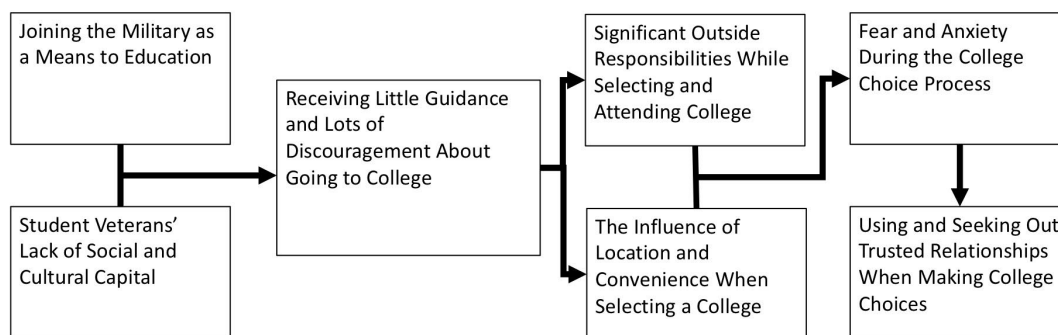 Joining the Military as
a Means to Education
Student Veterans’
Lack of Social and
Cultural Capital
Receiving Little Guidance
and Lots of
Discouragement About
Going to College
Significant Outside
Responsibilities While
Selecting and
Attending College
The Influence of
Location and
Convenience When
Selecting a College
Fear and Anxiety
During the College
Choice Process
Using and Seeking Out
Trusted Relationships
When Making College
Choices